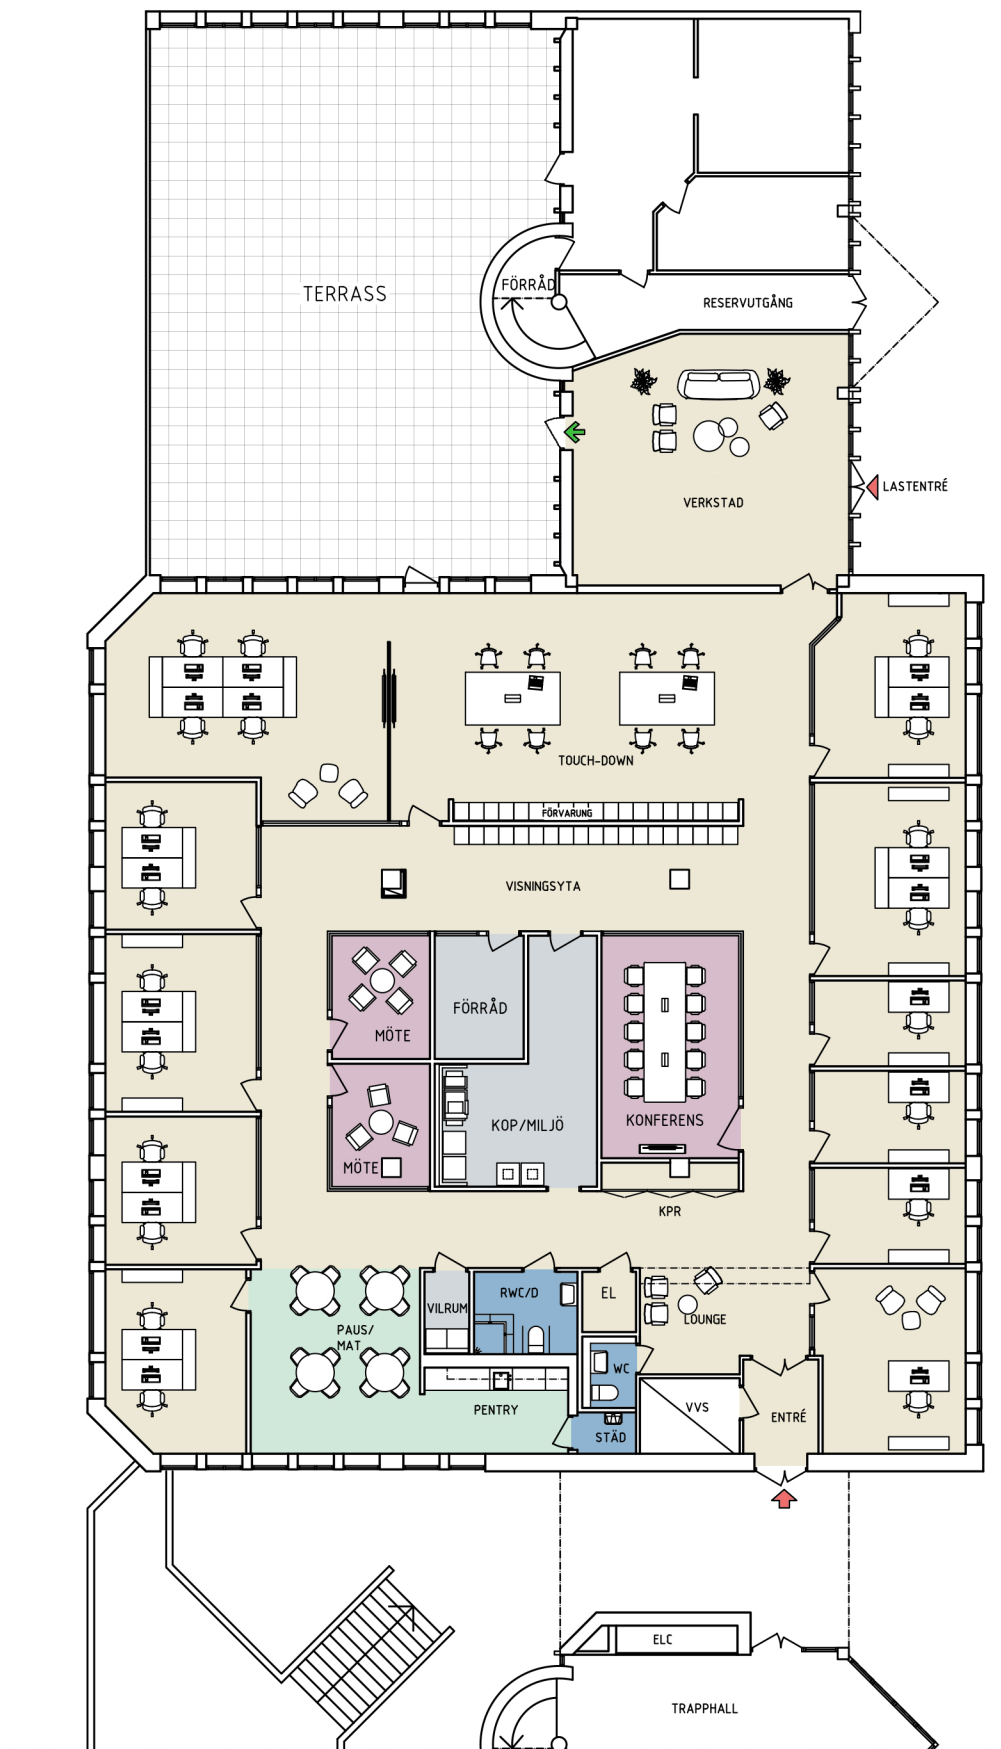 TERRASS
FÖRRÅD
RESERVUTGÅNG
LASTENTRÉ
VERKSTAD
TOUCH-DOWN
FÖRVARUNG
VISNINGSYTA
FÖRRÅD
MÖTE
KOP/MILJÖ
KONFERENS
MÖTE
KPR
RWC/D
EL
VILRUM
LOUNGE
PAUS/
MAT
WC
PENTRY
VVS
ENTRÉ
STÄD
ELC
TRAPPHALL